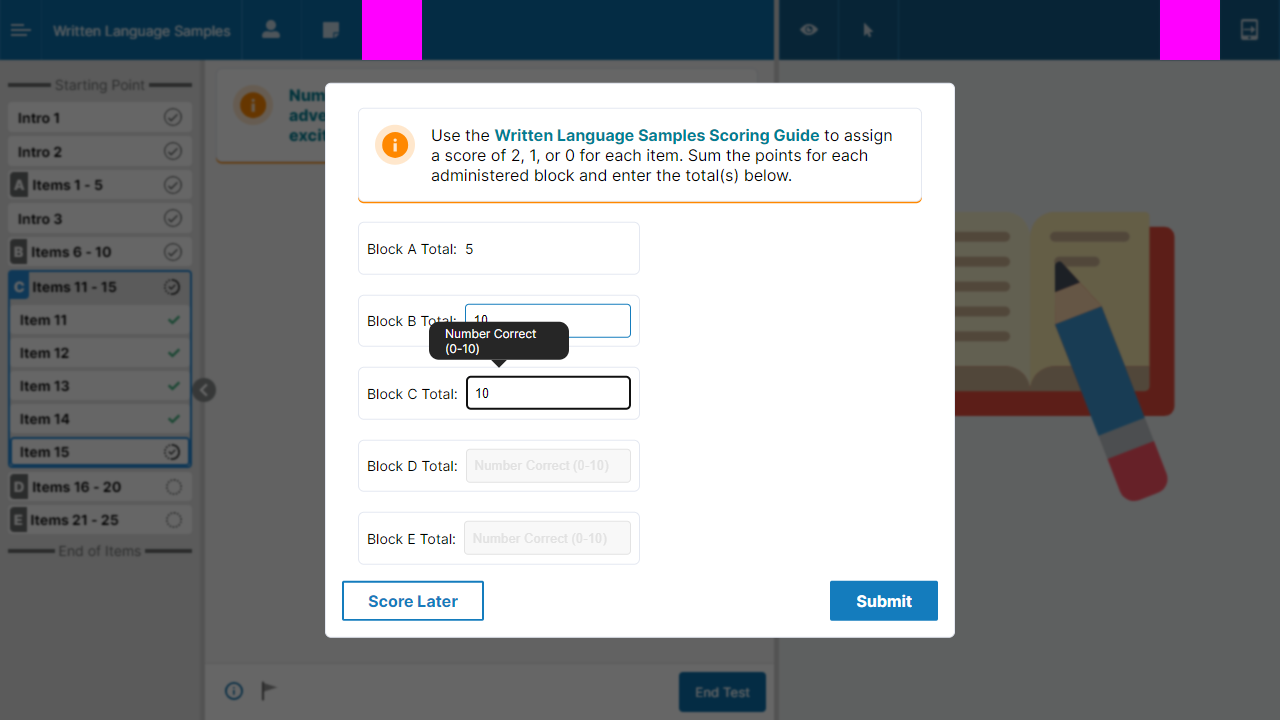 Written Language Samples
Starting Point
Intro 1
Intro 2
A Items 1 - 5
Intro 3
B Items 6 - 10
C Items 11 - 15
Item 11
Item 12
Item 13
Item 14
Item 15
D Items 16 - 20
E Items 21 - 25
End of Items
Use the Written Language Samples Scoring Guide to assign
a score of 2, 1, or 0 for each item. Sum the points for each
administered block and enter the total(s) below.
Block A Total: 5
Block B Total: 10
Number Correct
(0-10)
Block C Total: 10
Block D Total: Number Correct (0-10)
Block E Total: Number Correct (0-10)
Score Later
Submit
End Test